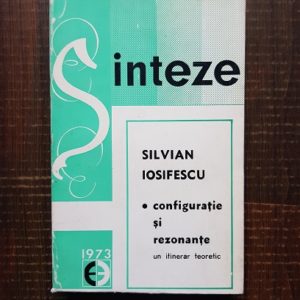 Sinteze
SILVIAN
IOSIFESCU
• configurație
și
rezonanțe
un itinerar teoretic
1973